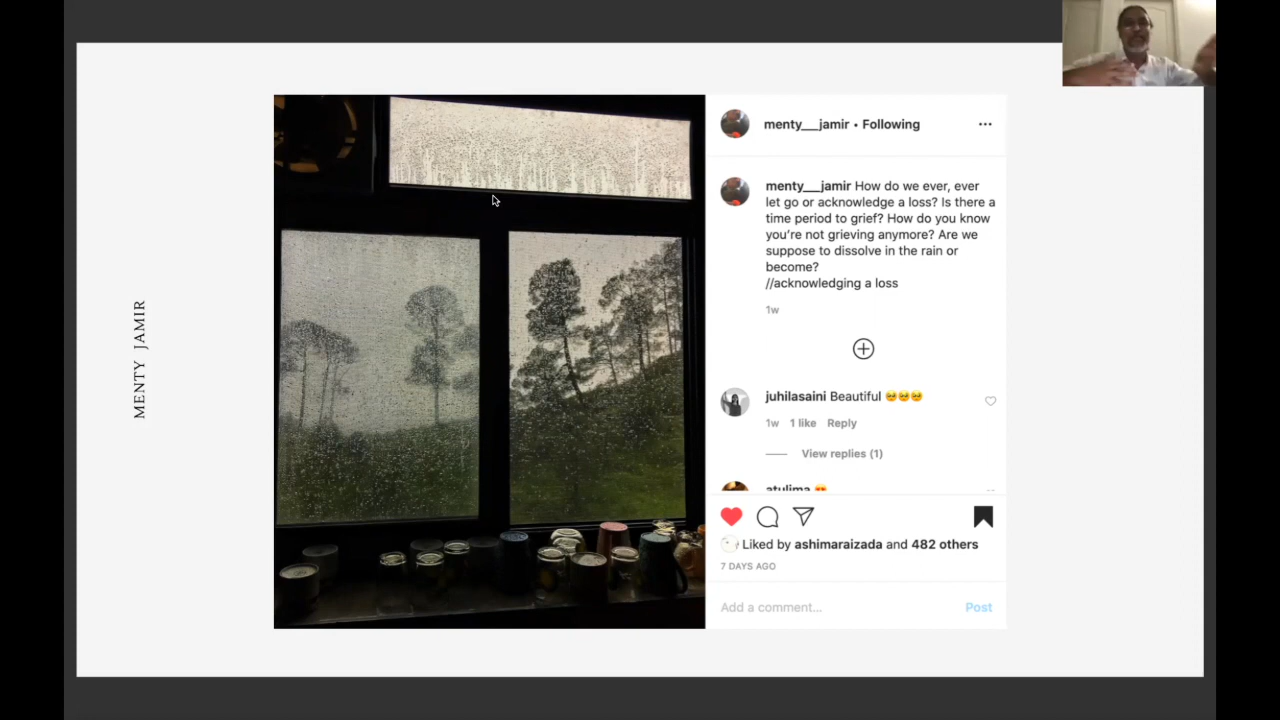 MENTY JAMIR
menty___jamir • Following
menty___jamir How do we ever, ever
let go or acknowledge a loss? Is there a
time period to grief? How do you know
you're not grieving anymore? Are we
suppose to dissolve in the rain or
become?
//acknowledging a loss
1w
juhilasaini Beautiful 🥺🥺🥺
1w 1 like Reply
View replies (1)
atulima 😍
Liked by ashimaraizada and 482 others
7 DAYS AGO
Add a comment... Post